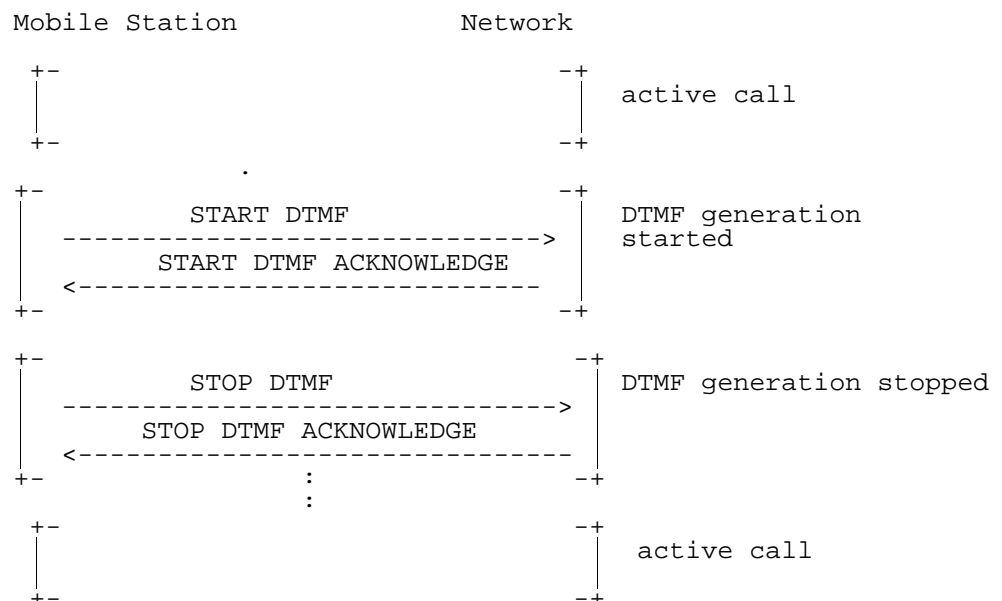 Mobile Station Network
+- -+
active call
+- -+
.
+- -+
START DTMF DTMF generation
-------------------------------> started
START DTMF ACKNOWLEDGE
<-----------------------------
+- -+
+- -+
STOP DTMF DTMF generation stopped
-------------------------------->
STOP DTMF ACKNOWLEDGE
<-------------------------------
+- : -+
:
+- -+
active call
+- -+